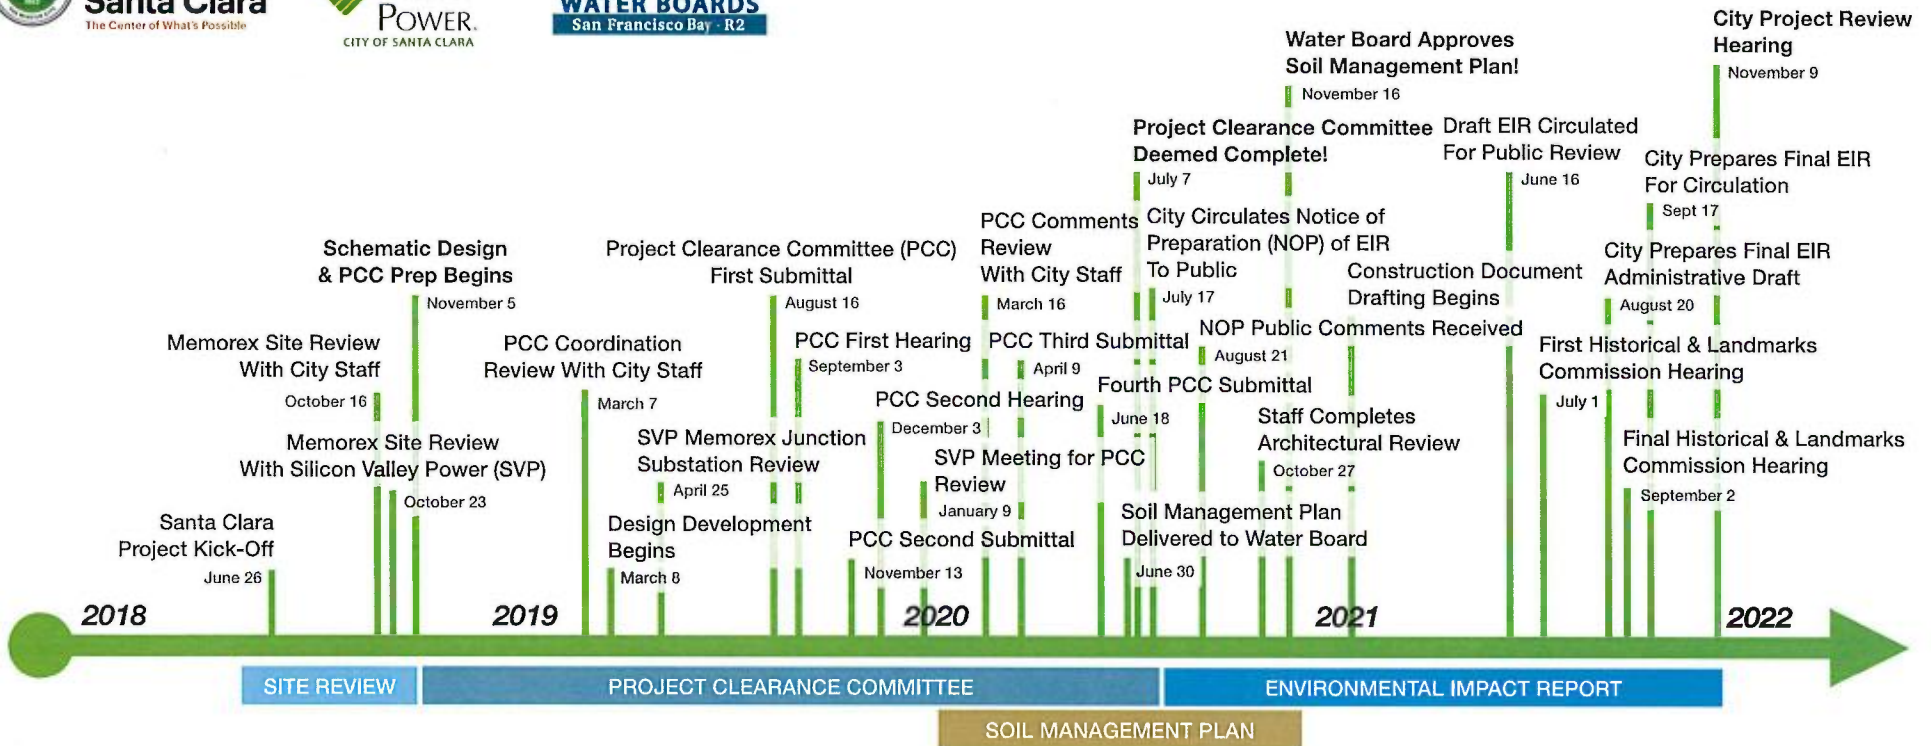 Santa Clara
The Center of What's Possible
POWER.
CITY OF SANTA CLARA
WATER BOARDS
San Francisco Bay - R2
City Project Review
Hearing
November 9
Water Board Approves
Soil Management Plan!
November 16
Project Clearance Committee
Deemed Complete!
July 7
Draft EIR Circulated
For Public Review
June 16
City Prepares Final EIR
For Circulation
Sept 17
PCC Comments
Review
With City Staff
March 16
City Circulates Notice of
Preparation (NOP) of EIR
To Public
July 17
Schematic Design
& PCC Prep Begins
November 5
Project Clearance Committee (PCC)
First Submittal
August 16
Construction Document
Drafting Begins
City Prepares Final EIR
Administrative Draft
August 20
Memorex Site Review
With City Staff
October 16
PCC Coordination
Review With City Staff
March 7
PCC First Hearing
September 3
PCC Third Submittal
April 9
NOP Public Comments Received
August 21
First Historical & Landmarks
Commission Hearing
July 1
PCC Second Hearing
December 3
Fourth PCC Submittal
June 18
Staff Completes
Architectural Review
October 27
Memorex Site Review
With Silicon Valley Power (SVP)
October 23
SVP Memorex Junction
Substation Review
April 25
SVP Meeting for PCC
Review
January 9
Final Historical & Landmarks
Commission Hearing
September 2
Santa Clara
Project Kick-Off
June 26
Design Development
Begins
March 8
PCC Second Submittal
November 13
Soil Management Plan
Delivered to Water Board
June 30
2018
2019
2020
2021
2022
SITE REVIEW
PROJECT CLEARANCE COMMITTEE
ENVIRONMENTAL IMPACT REPORT
SOIL MANAGEMENT PLAN